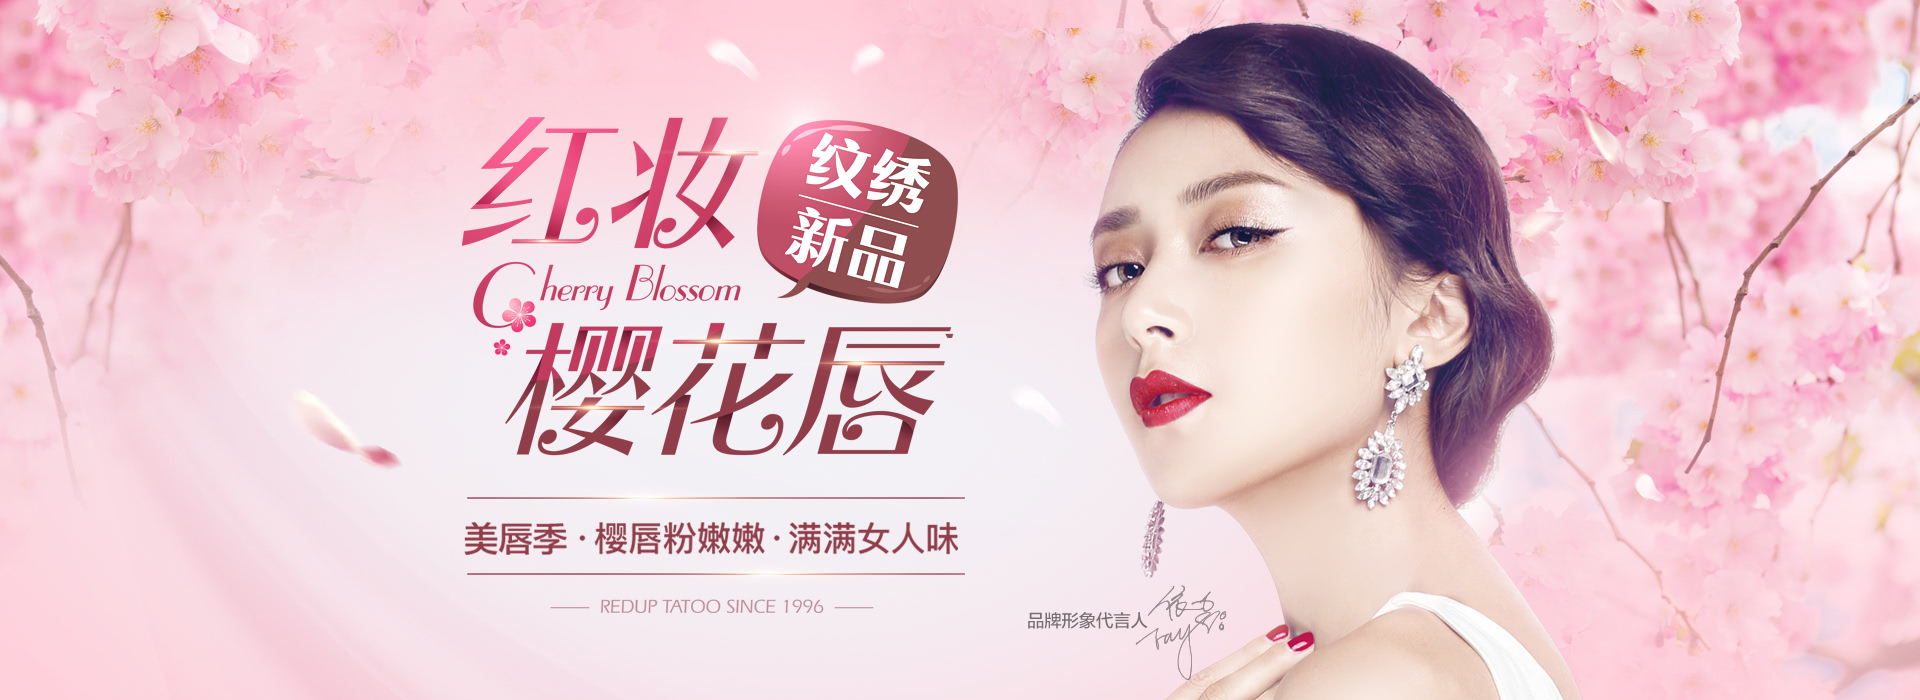 红妆
纹绣
新品
Cherry Blossom
樱花唇
美唇季·樱唇粉嫩嫩·满满女人味
REDUP TATOO SINCE 1996
品牌形象代言人